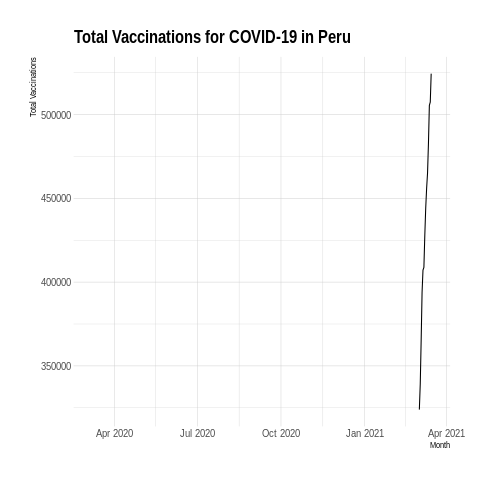 Total Vaccinations for COVID-19 in Peru
Total Vaccinations
500000
450000
400000
350000
Apr 2020
Jul 2020
Oct 2020
Jan 2021
Apr 2021
Month